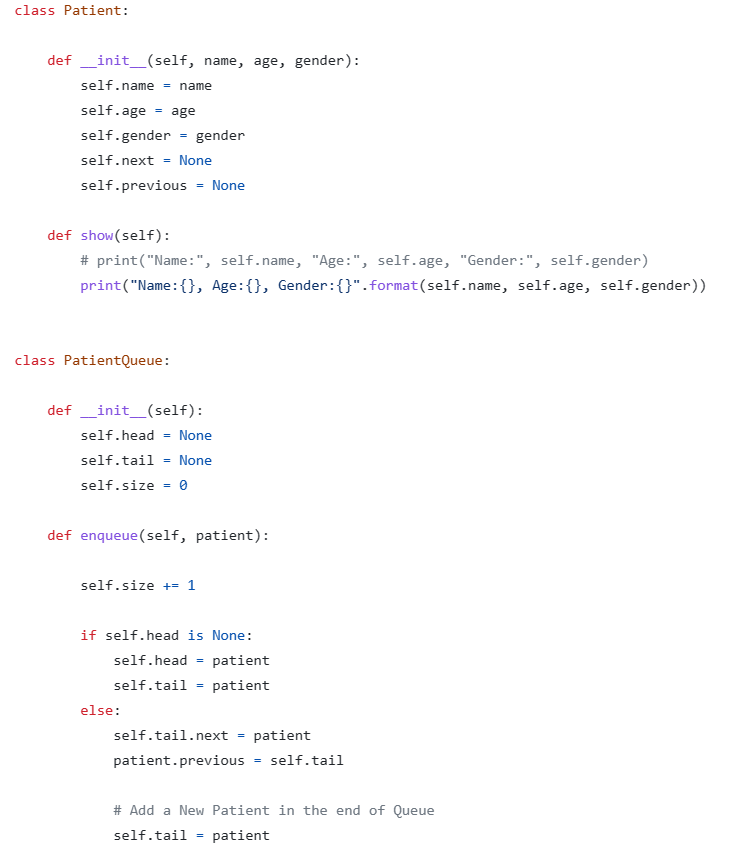 class Patient:
    def __init__(self, name, age, gender):
        self.name = name
        self.age = age
        self.gender = gender
        self.next = None
        self.previous = None
    def show(self):
        # print("Name:", self.name, "Age:", self.age, "Gender:", self.gender)
        print("Name:{}, Age:{}, Gender:{}".format(self.name, self.age, self.gender))
class PatientQueue:
    def __init__(self):
        self.head = None
        self.tail = None
        self.size = 0
    def enqueue(self, patient):
        self.size += 1
        if self.head is None:
            self.head = patient
            self.tail = patient
        else:
            self.tail.next = patient
            patient.previous = self.tail
            # Add a New Patient in the end of Queue
            self.tail = patient